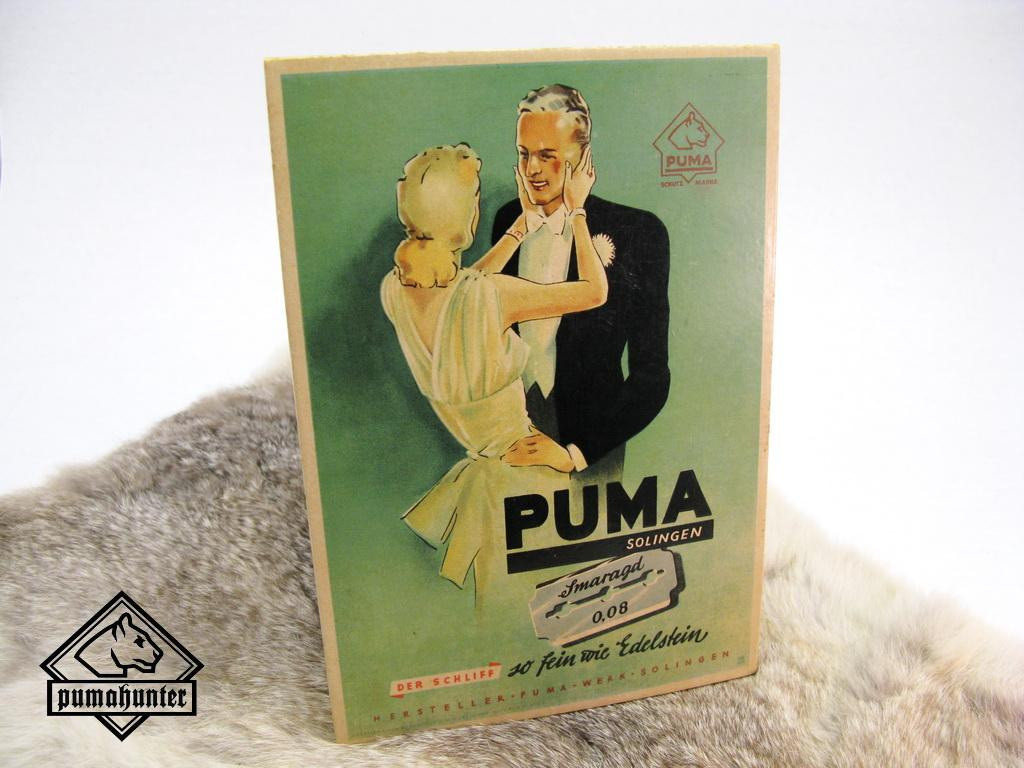 PUMA
SCHUTZ MARKE
PUMA
SOLINGEN
Smaragd
0,08
DER SCHLIFF so fein wie Edelstein
HERSTELLER · PUMA-WERK · SOLINGEN
pumahunter